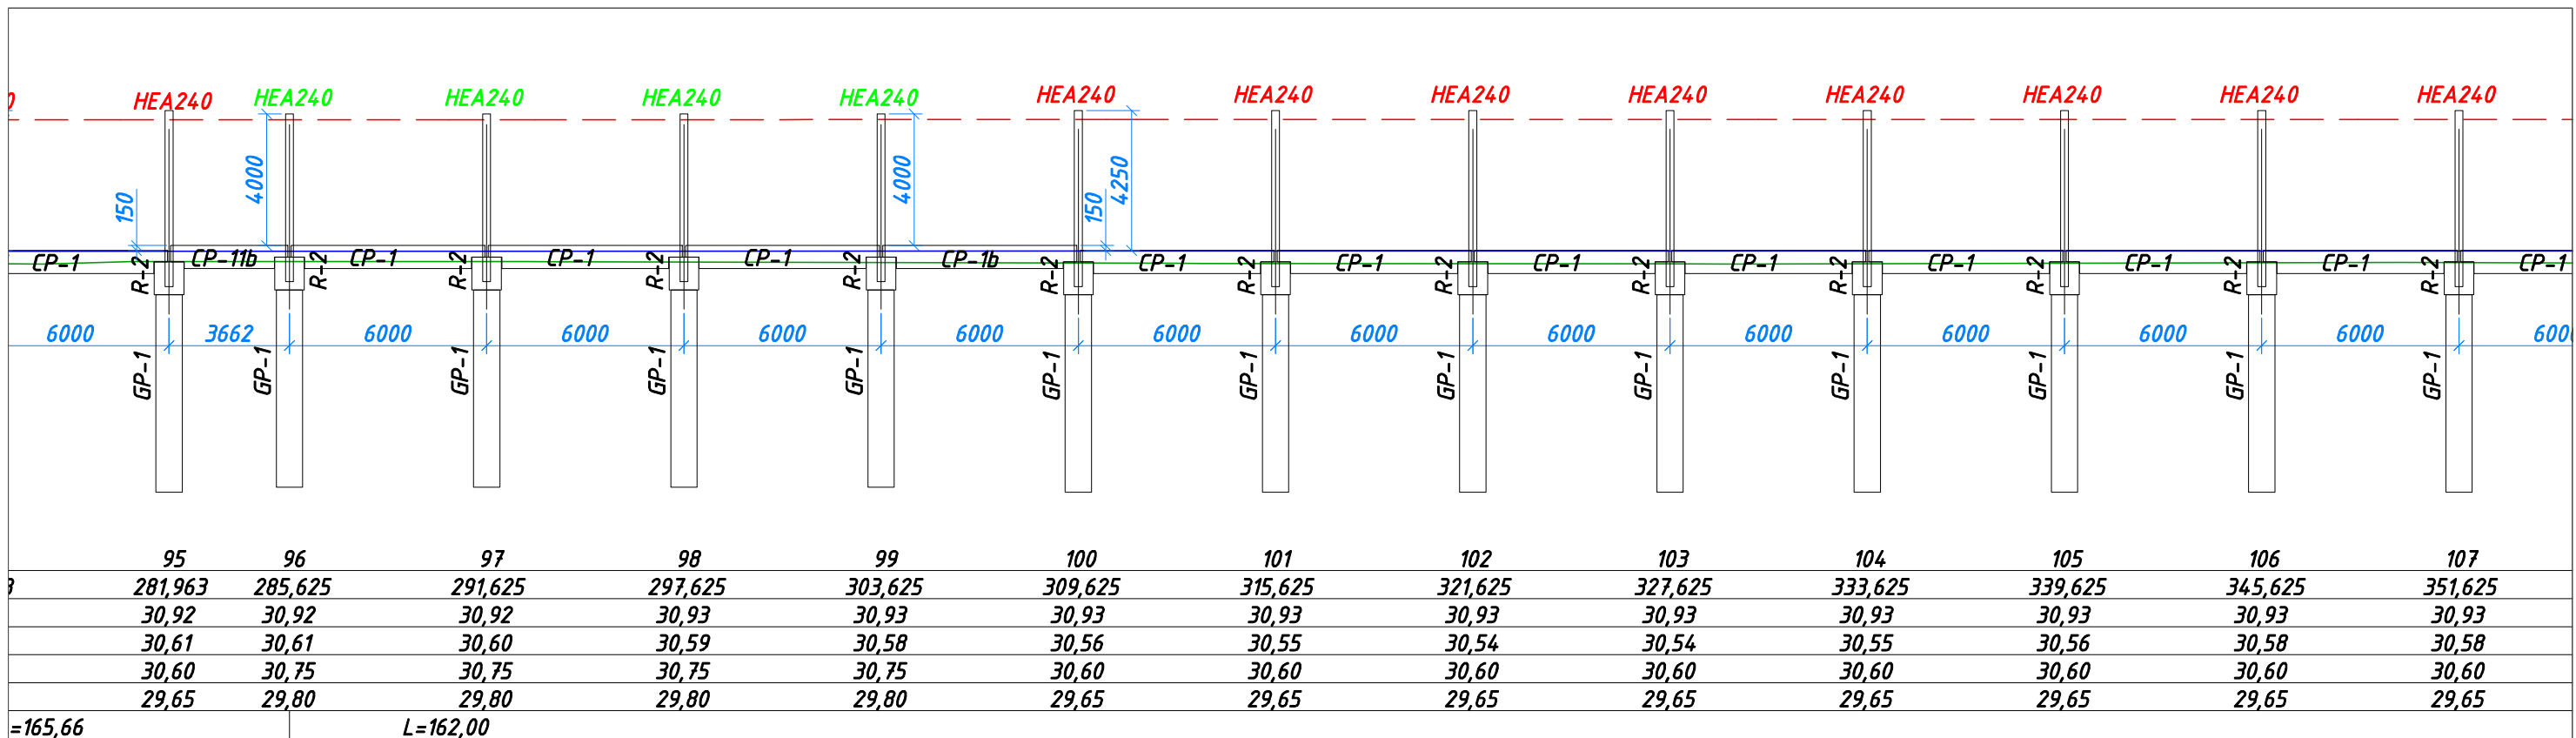 0 HEA240 HEA240 HEA240 HEA240 HEA240 HEA240 HEA240 HEA240 HEA240 HEA240 HEA240 HEA240 HEA240
150 4000 4000 150 4250
CP-1 R-2 CP-11b R-2 CP-1 R-2 CP-1 R-2 CP-1 R-2 CP-1b R-2 CP-1 R-2 CP-1 R-2 CP-1 R-2 CP-1 R-2 CP-1 R-2 CP-1 R-2 CP-1 R-2 CP-1
6000 3662 6000 6000 6000 6000 6000 6000 6000 6000 6000 6000 6000 600
GP-1 GP-1 GP-1 GP-1 GP-1 GP-1 GP-1 GP-1 GP-1 GP-1 GP-1 GP-1 GP-1
95 96 97 98 99 100 101 102 103 104 105 106 107
281,963 285,625 291,625 297,625 303,625 309,625 315,625 321,625 327,625 333,625 339,625 345,625 351,625
30,92 30,92 30,92 30,93 30,93 30,93 30,93 30,93 30,93 30,93 30,93 30,93 30,93
30,61 30,61 30,60 30,59 30,58 30,56 30,55 30,54 30,54 30,55 30,56 30,58 30,58
30,60 30,75 30,75 30,75 30,75 30,60 30,60 30,60 30,60 30,60 30,60 30,60 30,60
29,65 29,80 29,80 29,80 29,80 29,65 29,65 29,65 29,65 29,65 29,65 29,65 29,65
=165,66 L=162,00